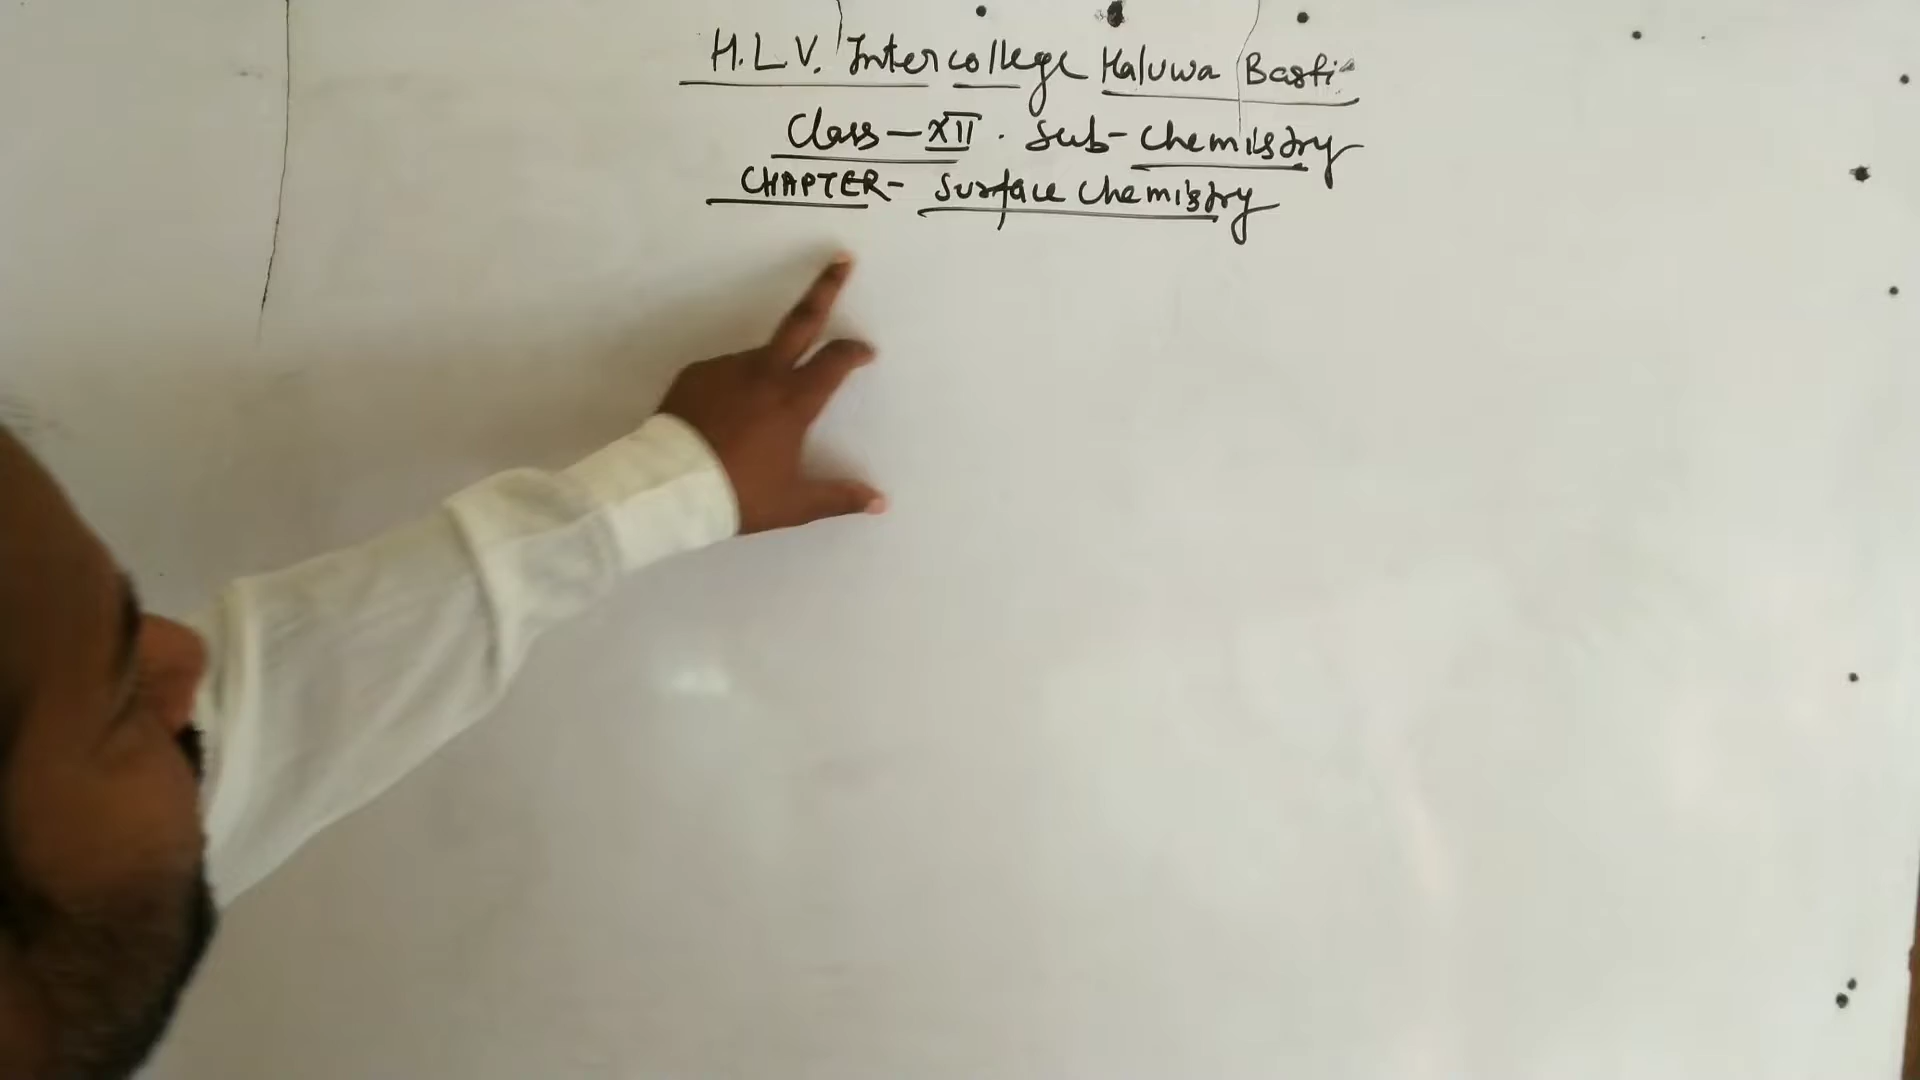 H.L.V. Intercollege Haluwa Basti
Class - XII . Sub - Chemistry
CHAPTER - Surface Chemistry